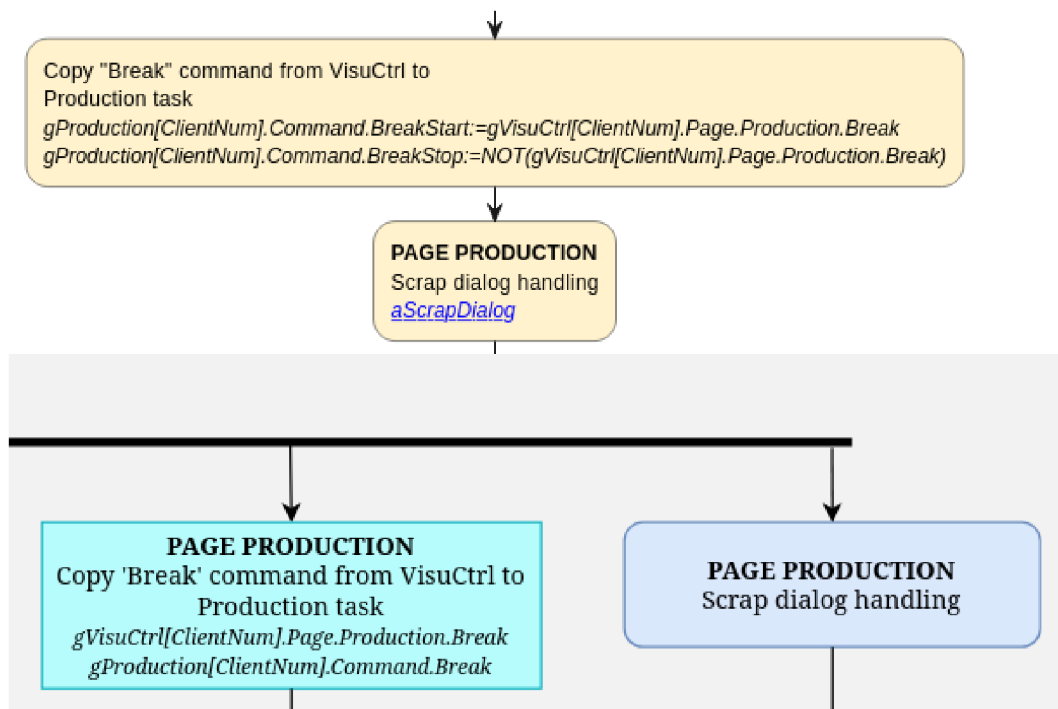 Copy "Break" command from VisuCtrl to
Production task
gProduction[ClientNum].Command.BreakStart:=gVisuCtrl[ClientNum].Page.Production.Break
gProduction[ClientNum].Command.BreakStop:=NOT(gVisuCtrl[ClientNum].Page.Production.Break)
PAGE PRODUCTION
Scrap dialog handling
aScrapDialog
PAGE PRODUCTION
Copy 'Break' command from VisuCtrl to
Production task
gVisuCtrl[ClientNum].Page.Production.Break
gProduction[ClientNum].Command.Break
PAGE PRODUCTION
Scrap dialog handling